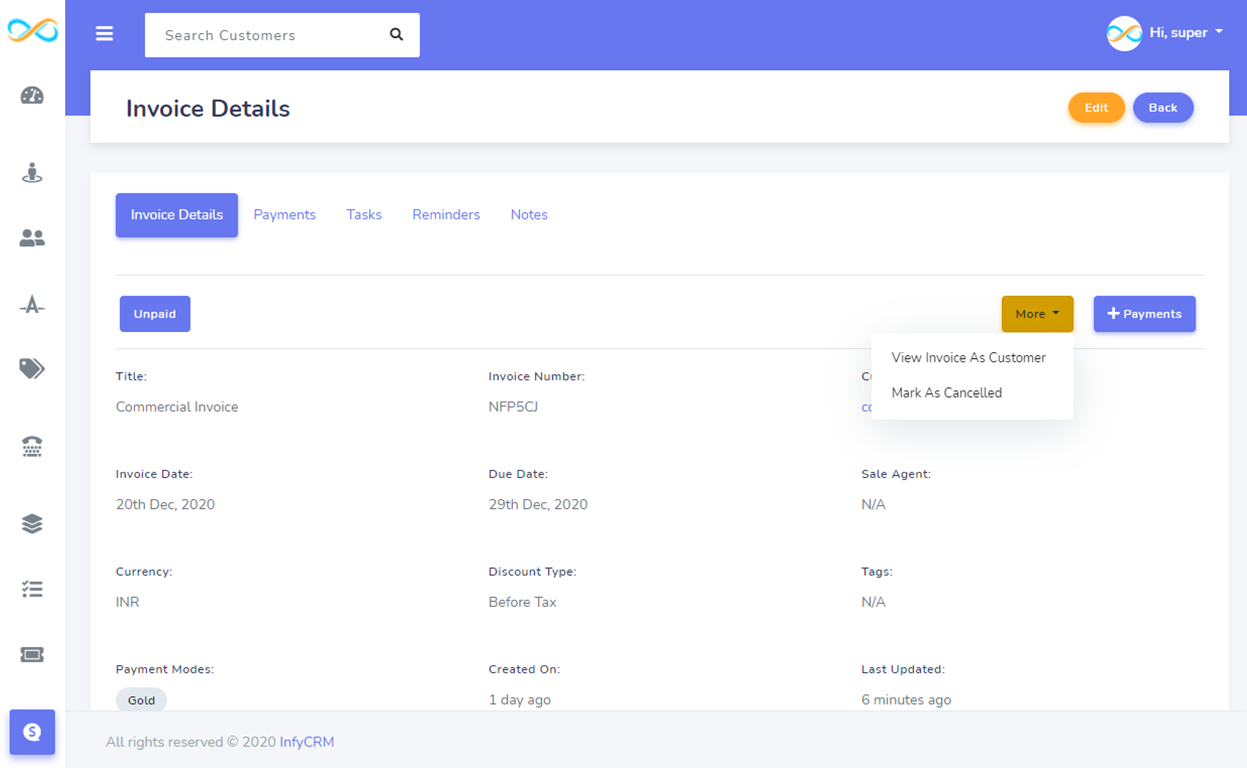 Search Customers
Hi, super
Invoice Details
Edit
Back
Invoice Details
Payments
Tasks
Reminders
Notes
Unpaid
More
+ Payments
View Invoice As Customer
Mark As Cancelled
Title:
Invoice Number:
Commercial Invoice
NFP5CJ
Invoice Date:
Due Date:
Sale Agent:
20th Dec, 2020
29th Dec, 2020
N/A
Currency:
Discount Type:
Tags:
INR
Before Tax
N/A
Payment Modes:
Created On:
Last Updated:
Gold
1 day ago
6 minutes ago
S
All rights reserved © 2020 InfyCRM